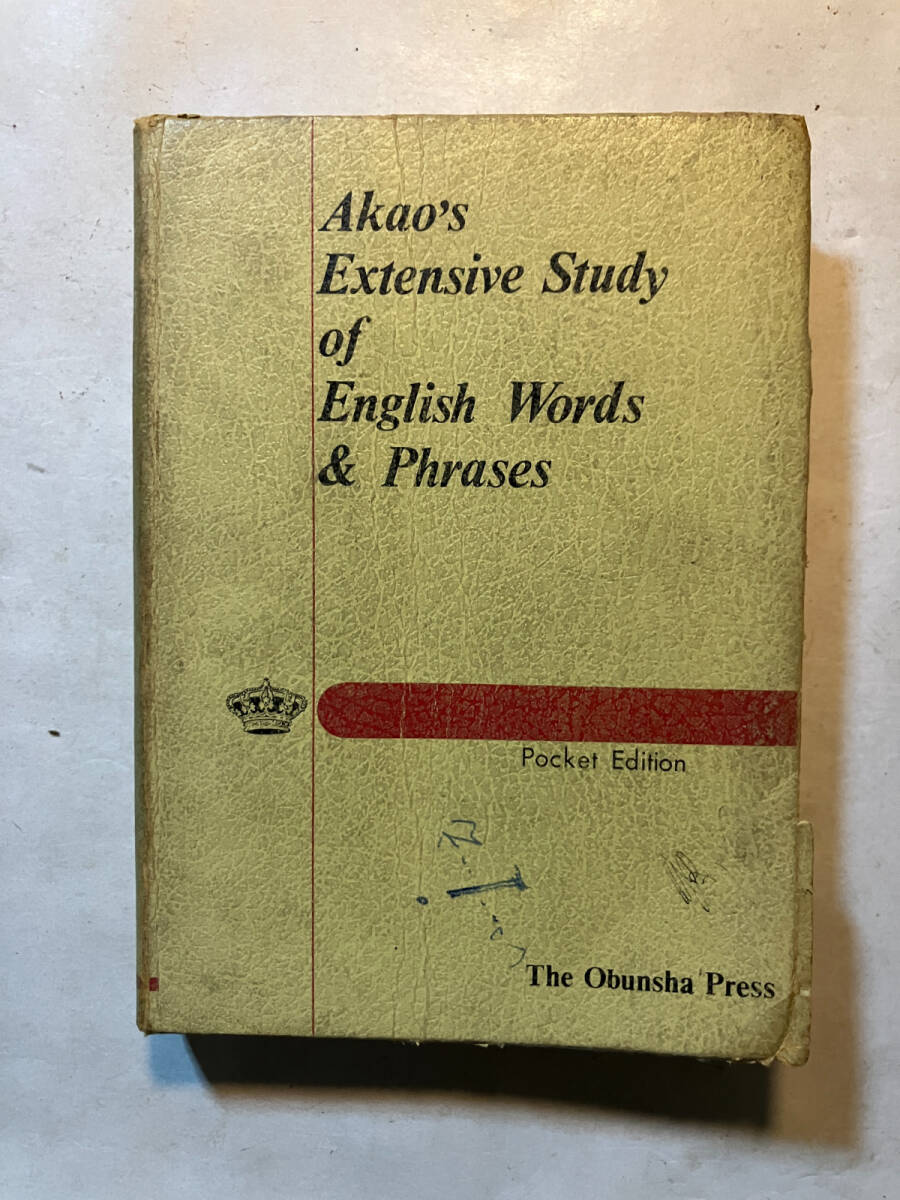 Akao's
Extensive Study
of
English Words
& Phrases
Pocket Edition
The Obunsha Press